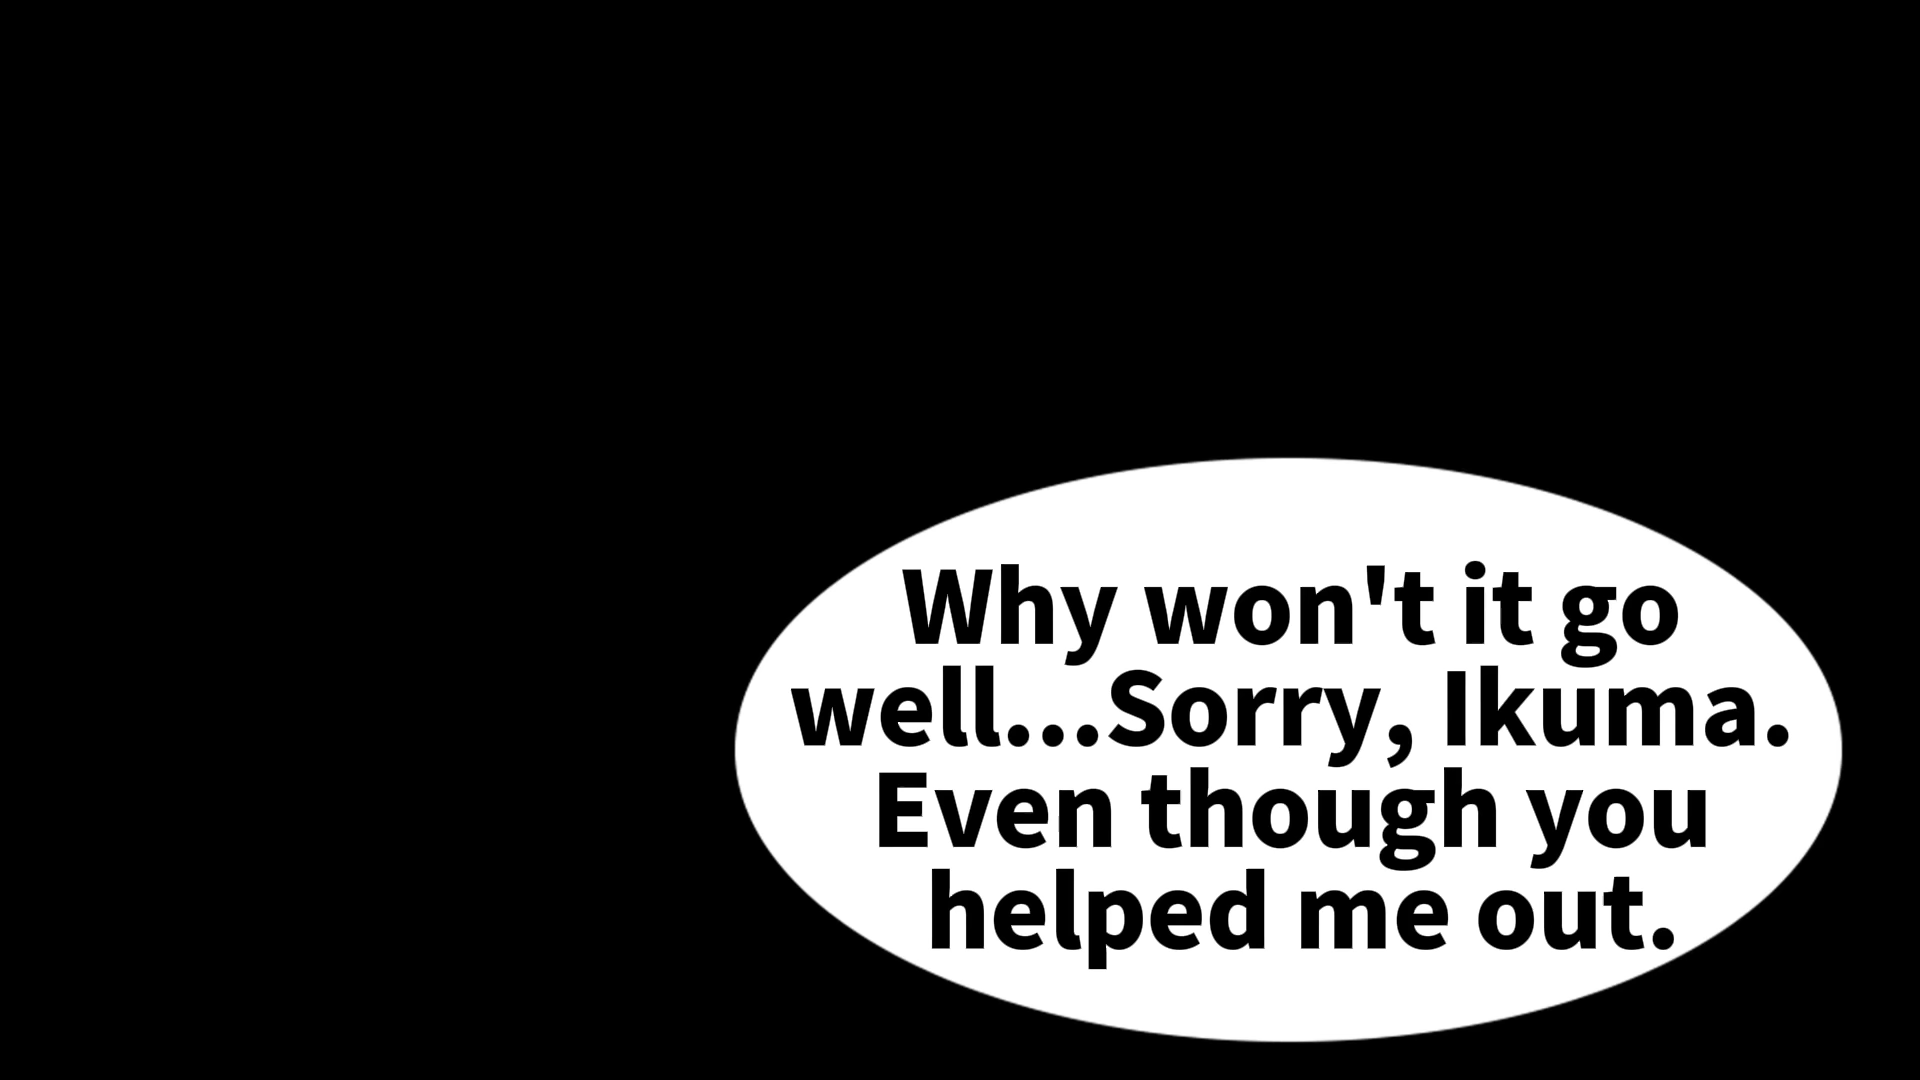 Why won't it go
well...Sorry, Ikuma.
Even though you
helped me out.